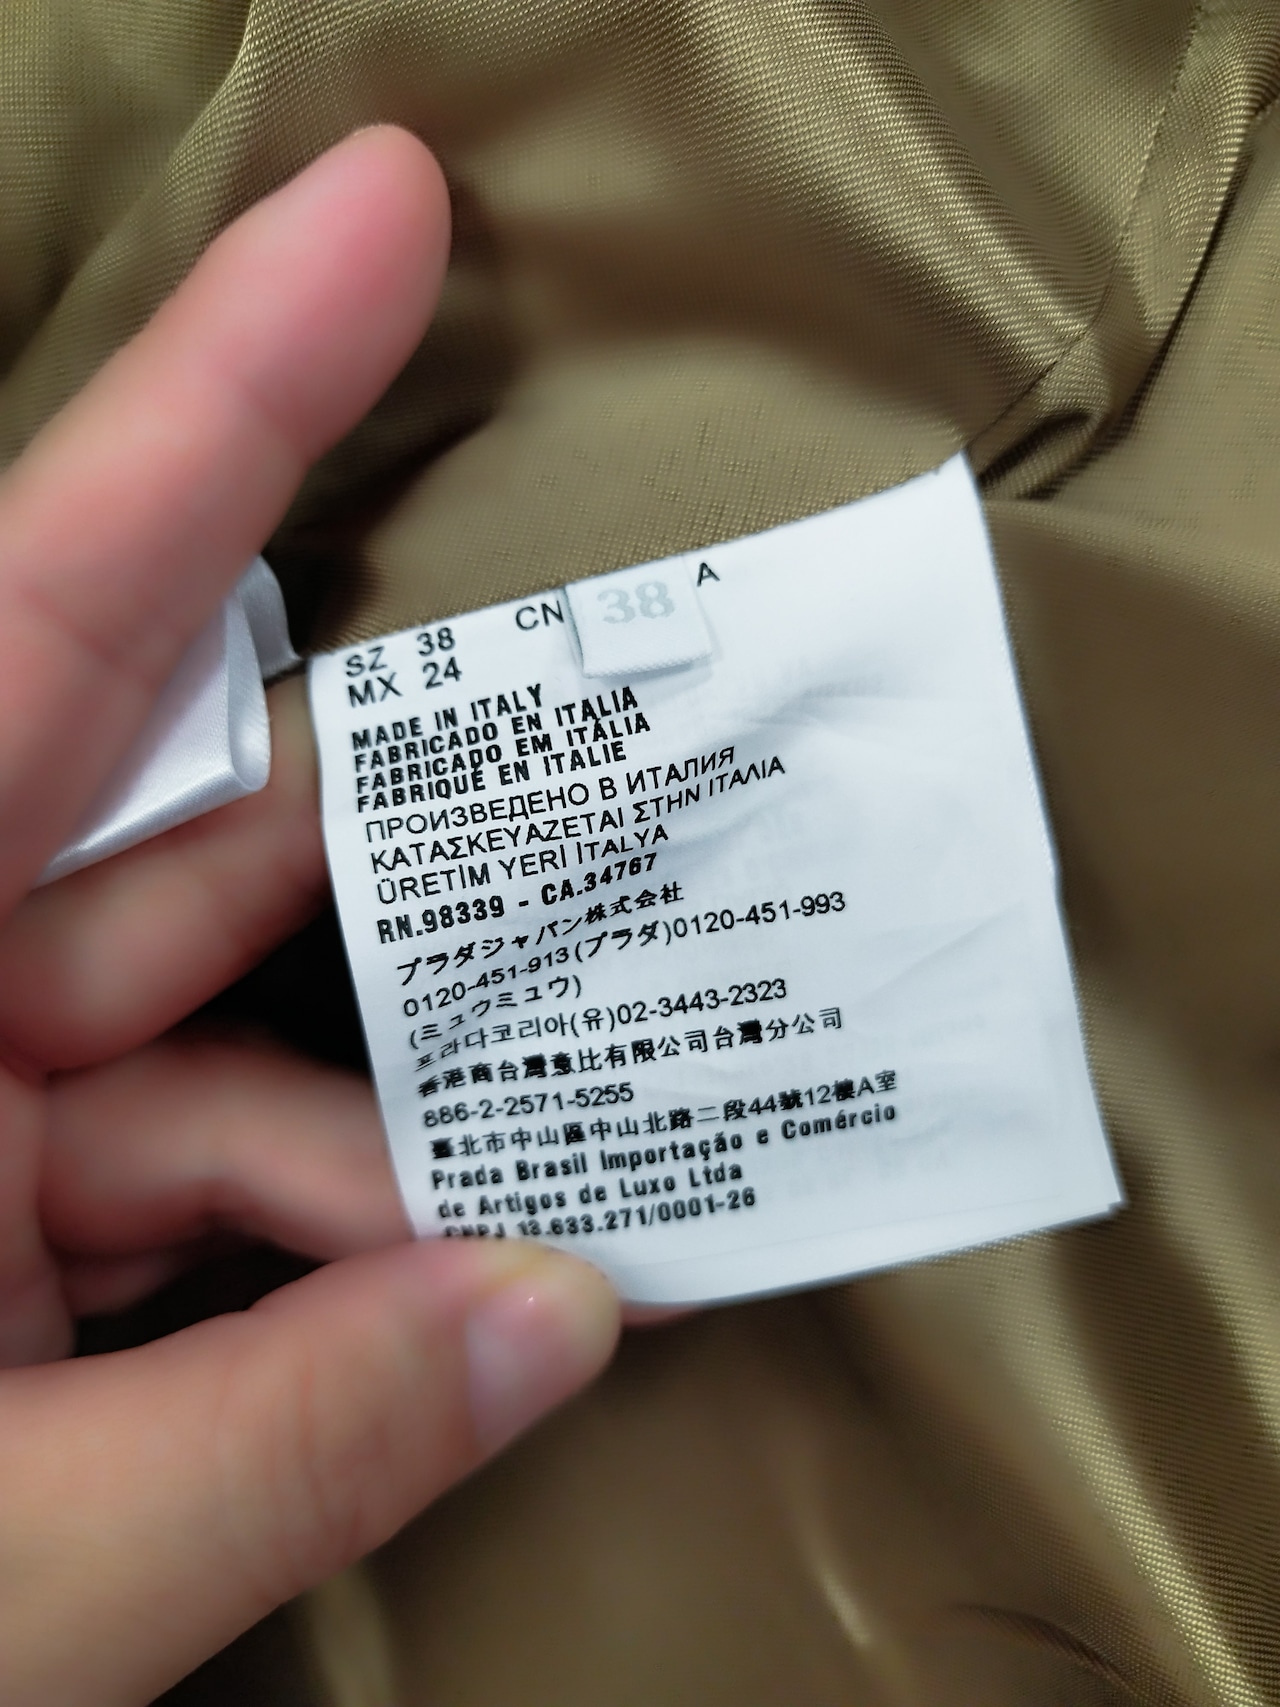 SZ 38 CN 38 A
MX 24
MADE IN ITALY
FABRICADO EN ITALIA
FABRICADO EM ITÁLIA
FABRIQUÉ EN ITALIE
ПРОИЗВЕДЕНО В ИТАЛИЯ
ΚΑΤΑΣΚΕΥΑΖΕΤΑΙ ΣΤΗΝ ΙΤΑΛΙΑ
ÜRETİM YERİ İTALYA
RN.98339 - CA.34767
プラダジャパン株式会社
0120-451-913(プラダ)0120-451-993
(ミュウミュウ)
프라다코리아(유)02-3443-2323
香港商台灣意比有限公司台灣分公司
886-2-2571-5255
臺北市中山區中山北路二段44號12樓A室
Prada Brasil Importação e Comércio
de Artigos de Luxo Ltda
CNPJ 13.633.271/0001-26